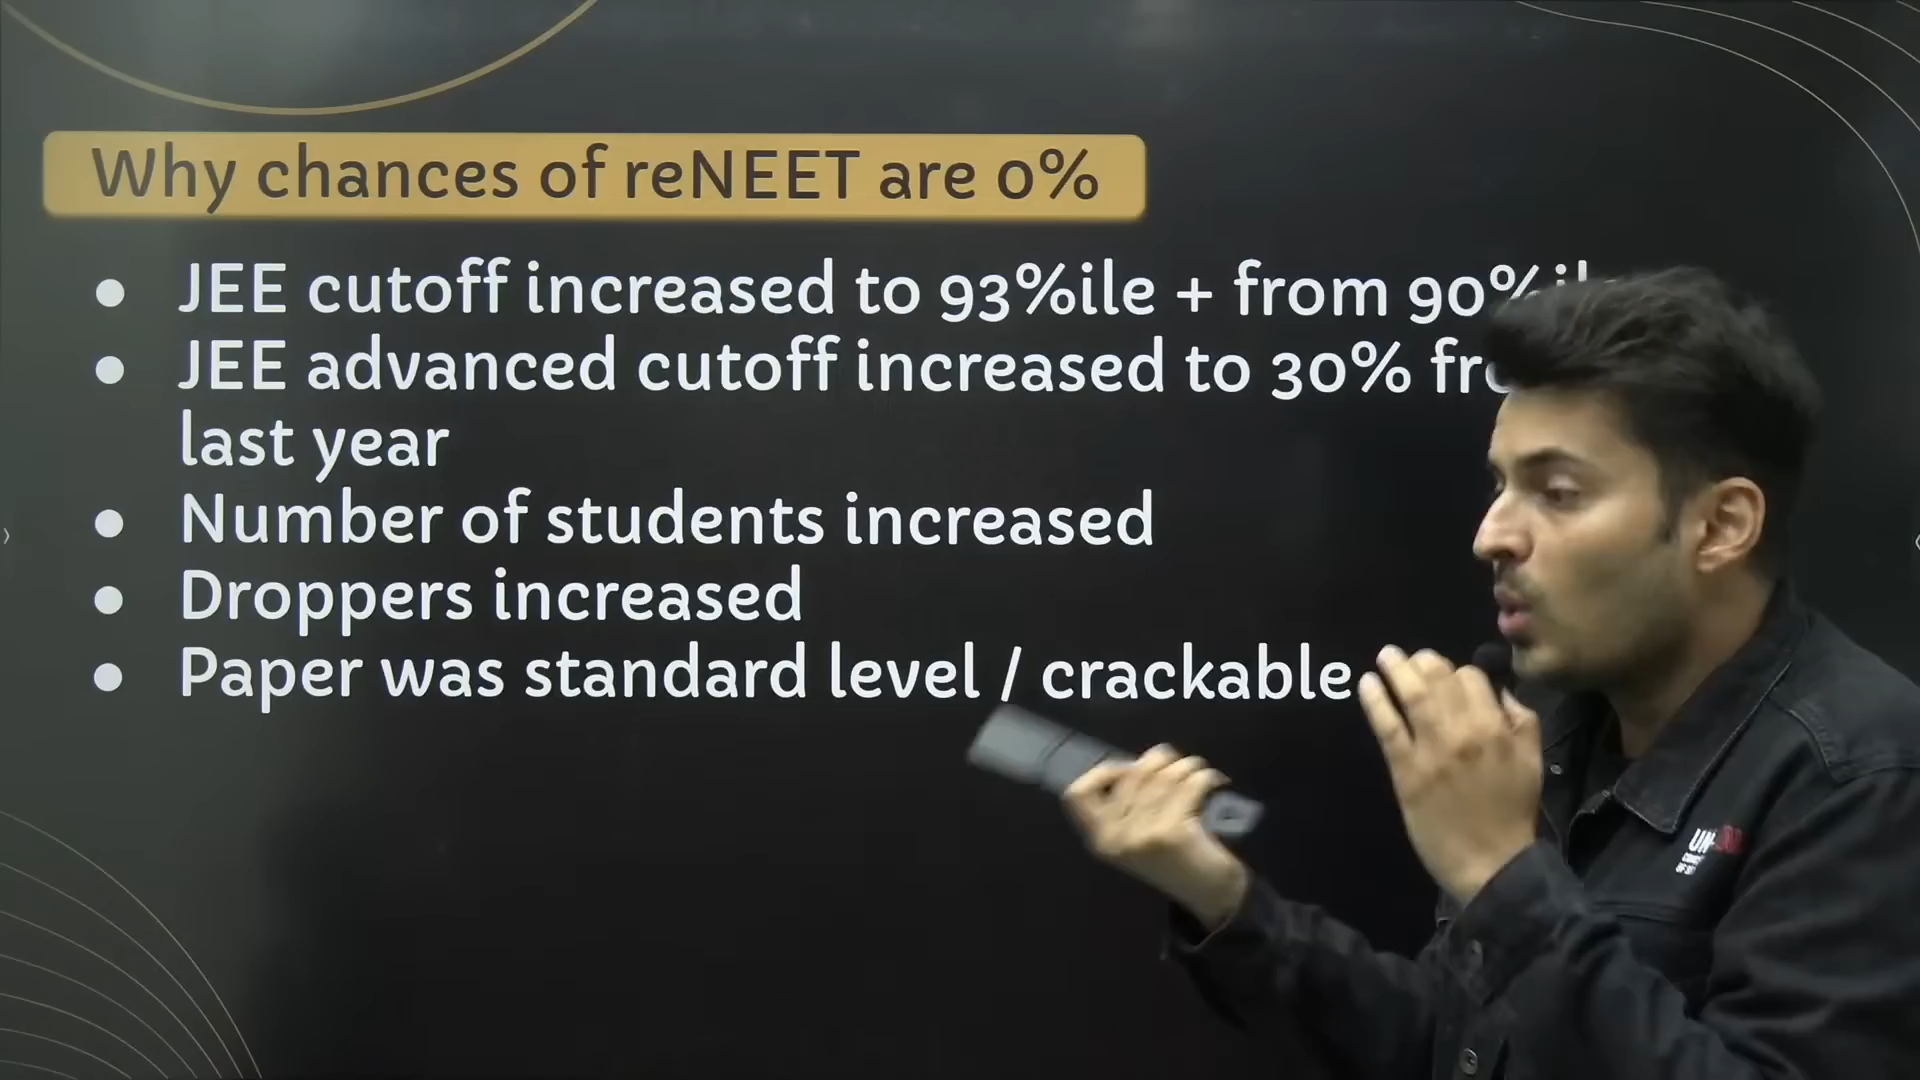 Why chances of reNEET are 0%
• JEE cutoff increased to 93%ile + from 90%
• JEE advanced cutoff increased to 30%
last year
• Number of students increased
• Droppers increased
• Paper was standard level / crackable